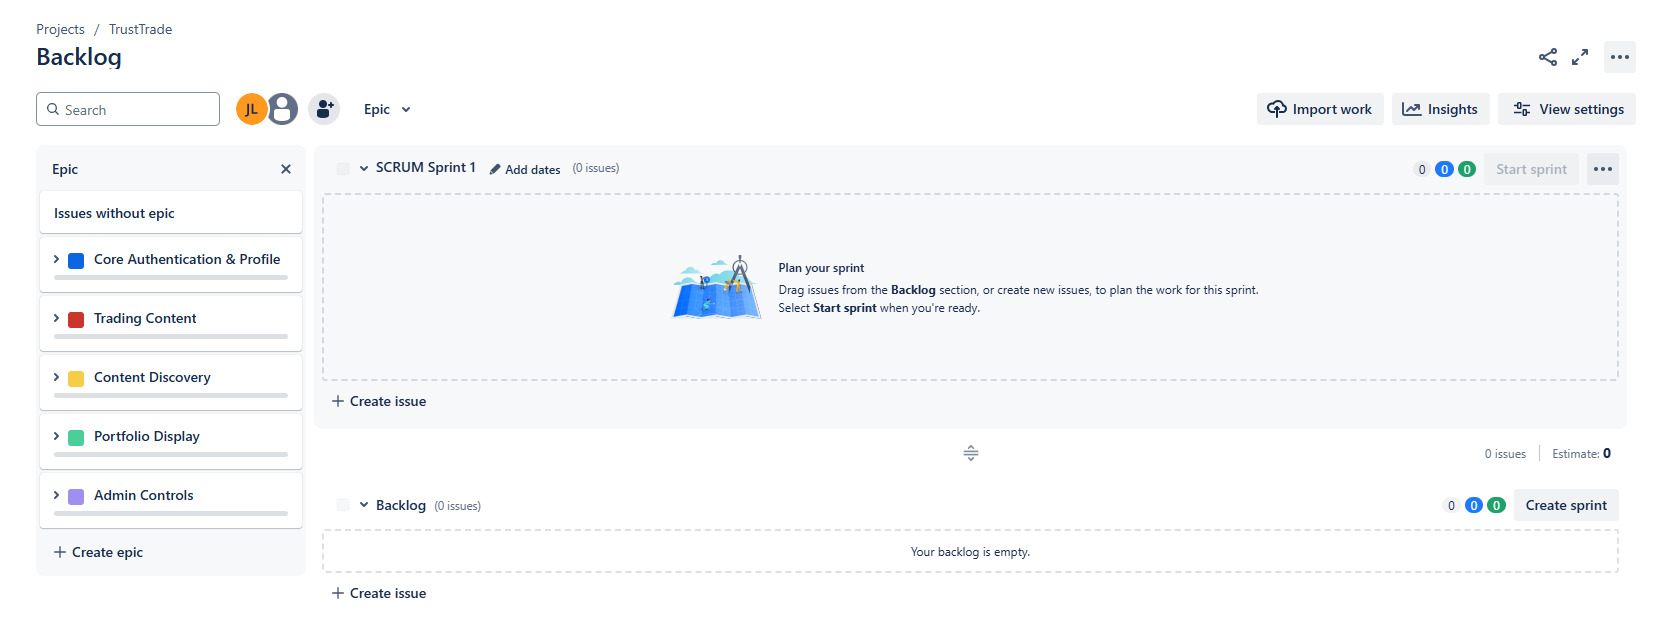 Projects / TrustTrade
Backlog
Search
JL
Epic
Import work
Insights
View settings
Epic
Issues without epic
Core Authentication & Profile
Trading Content
Content Discovery
Portfolio Display
Admin Controls
Create epic
SCRUM Sprint 1 Add dates (0 issues)
0 0 0 Start sprint
Plan your sprint
Drag issues from the Backlog section, or create new issues, to plan the work for this sprint.
Select Start sprint when you're ready.
Create issue
0 issues Estimate: 0
Backlog (0 issues)
0 0 0 Create sprint
Your backlog is empty.
Create issue